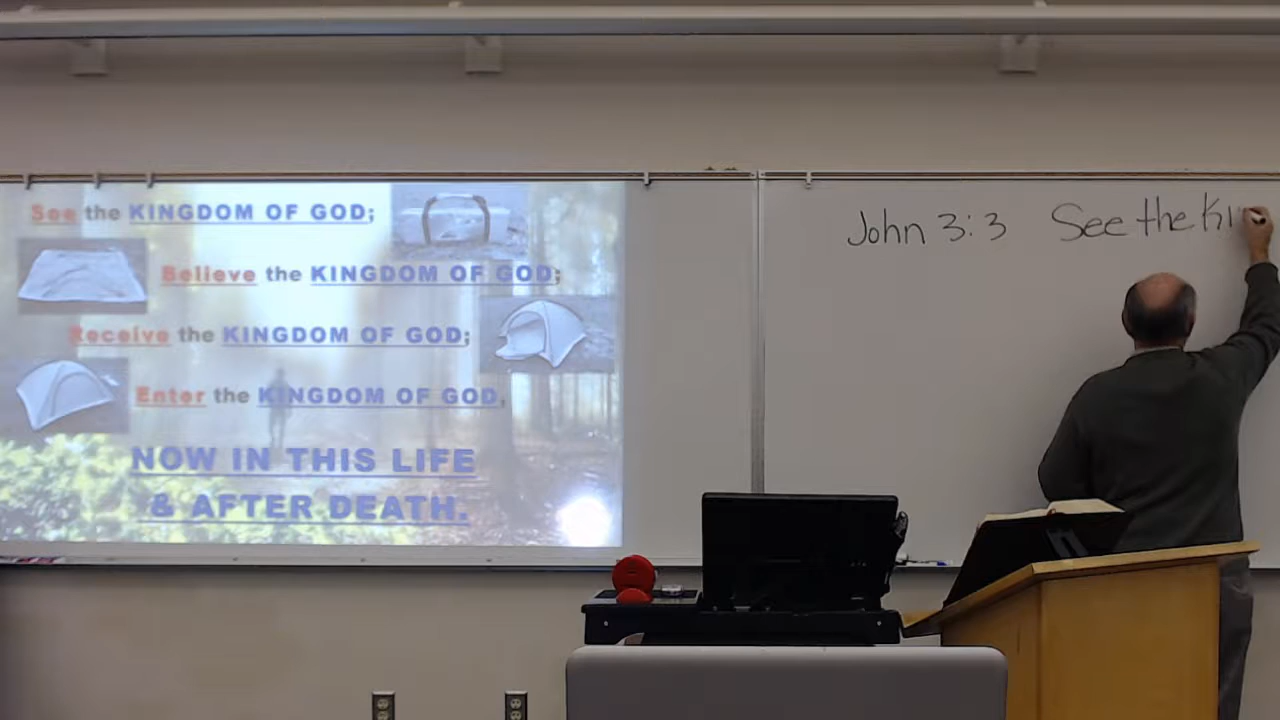 See the KINGDOM OF GOD;
Believe the KINGDOM OF GOD;
Receive the KINGDOM OF GOD;
Enter the KINGDOM OF GOD,
NOW IN THIS LIFE
& AFTER DEATH.
John 3:3 See the Ki